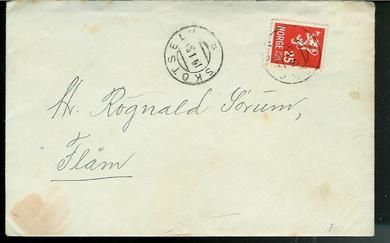 SKOTSELV
NORGE
25
Hr. Rognald Sörum,
Flåm